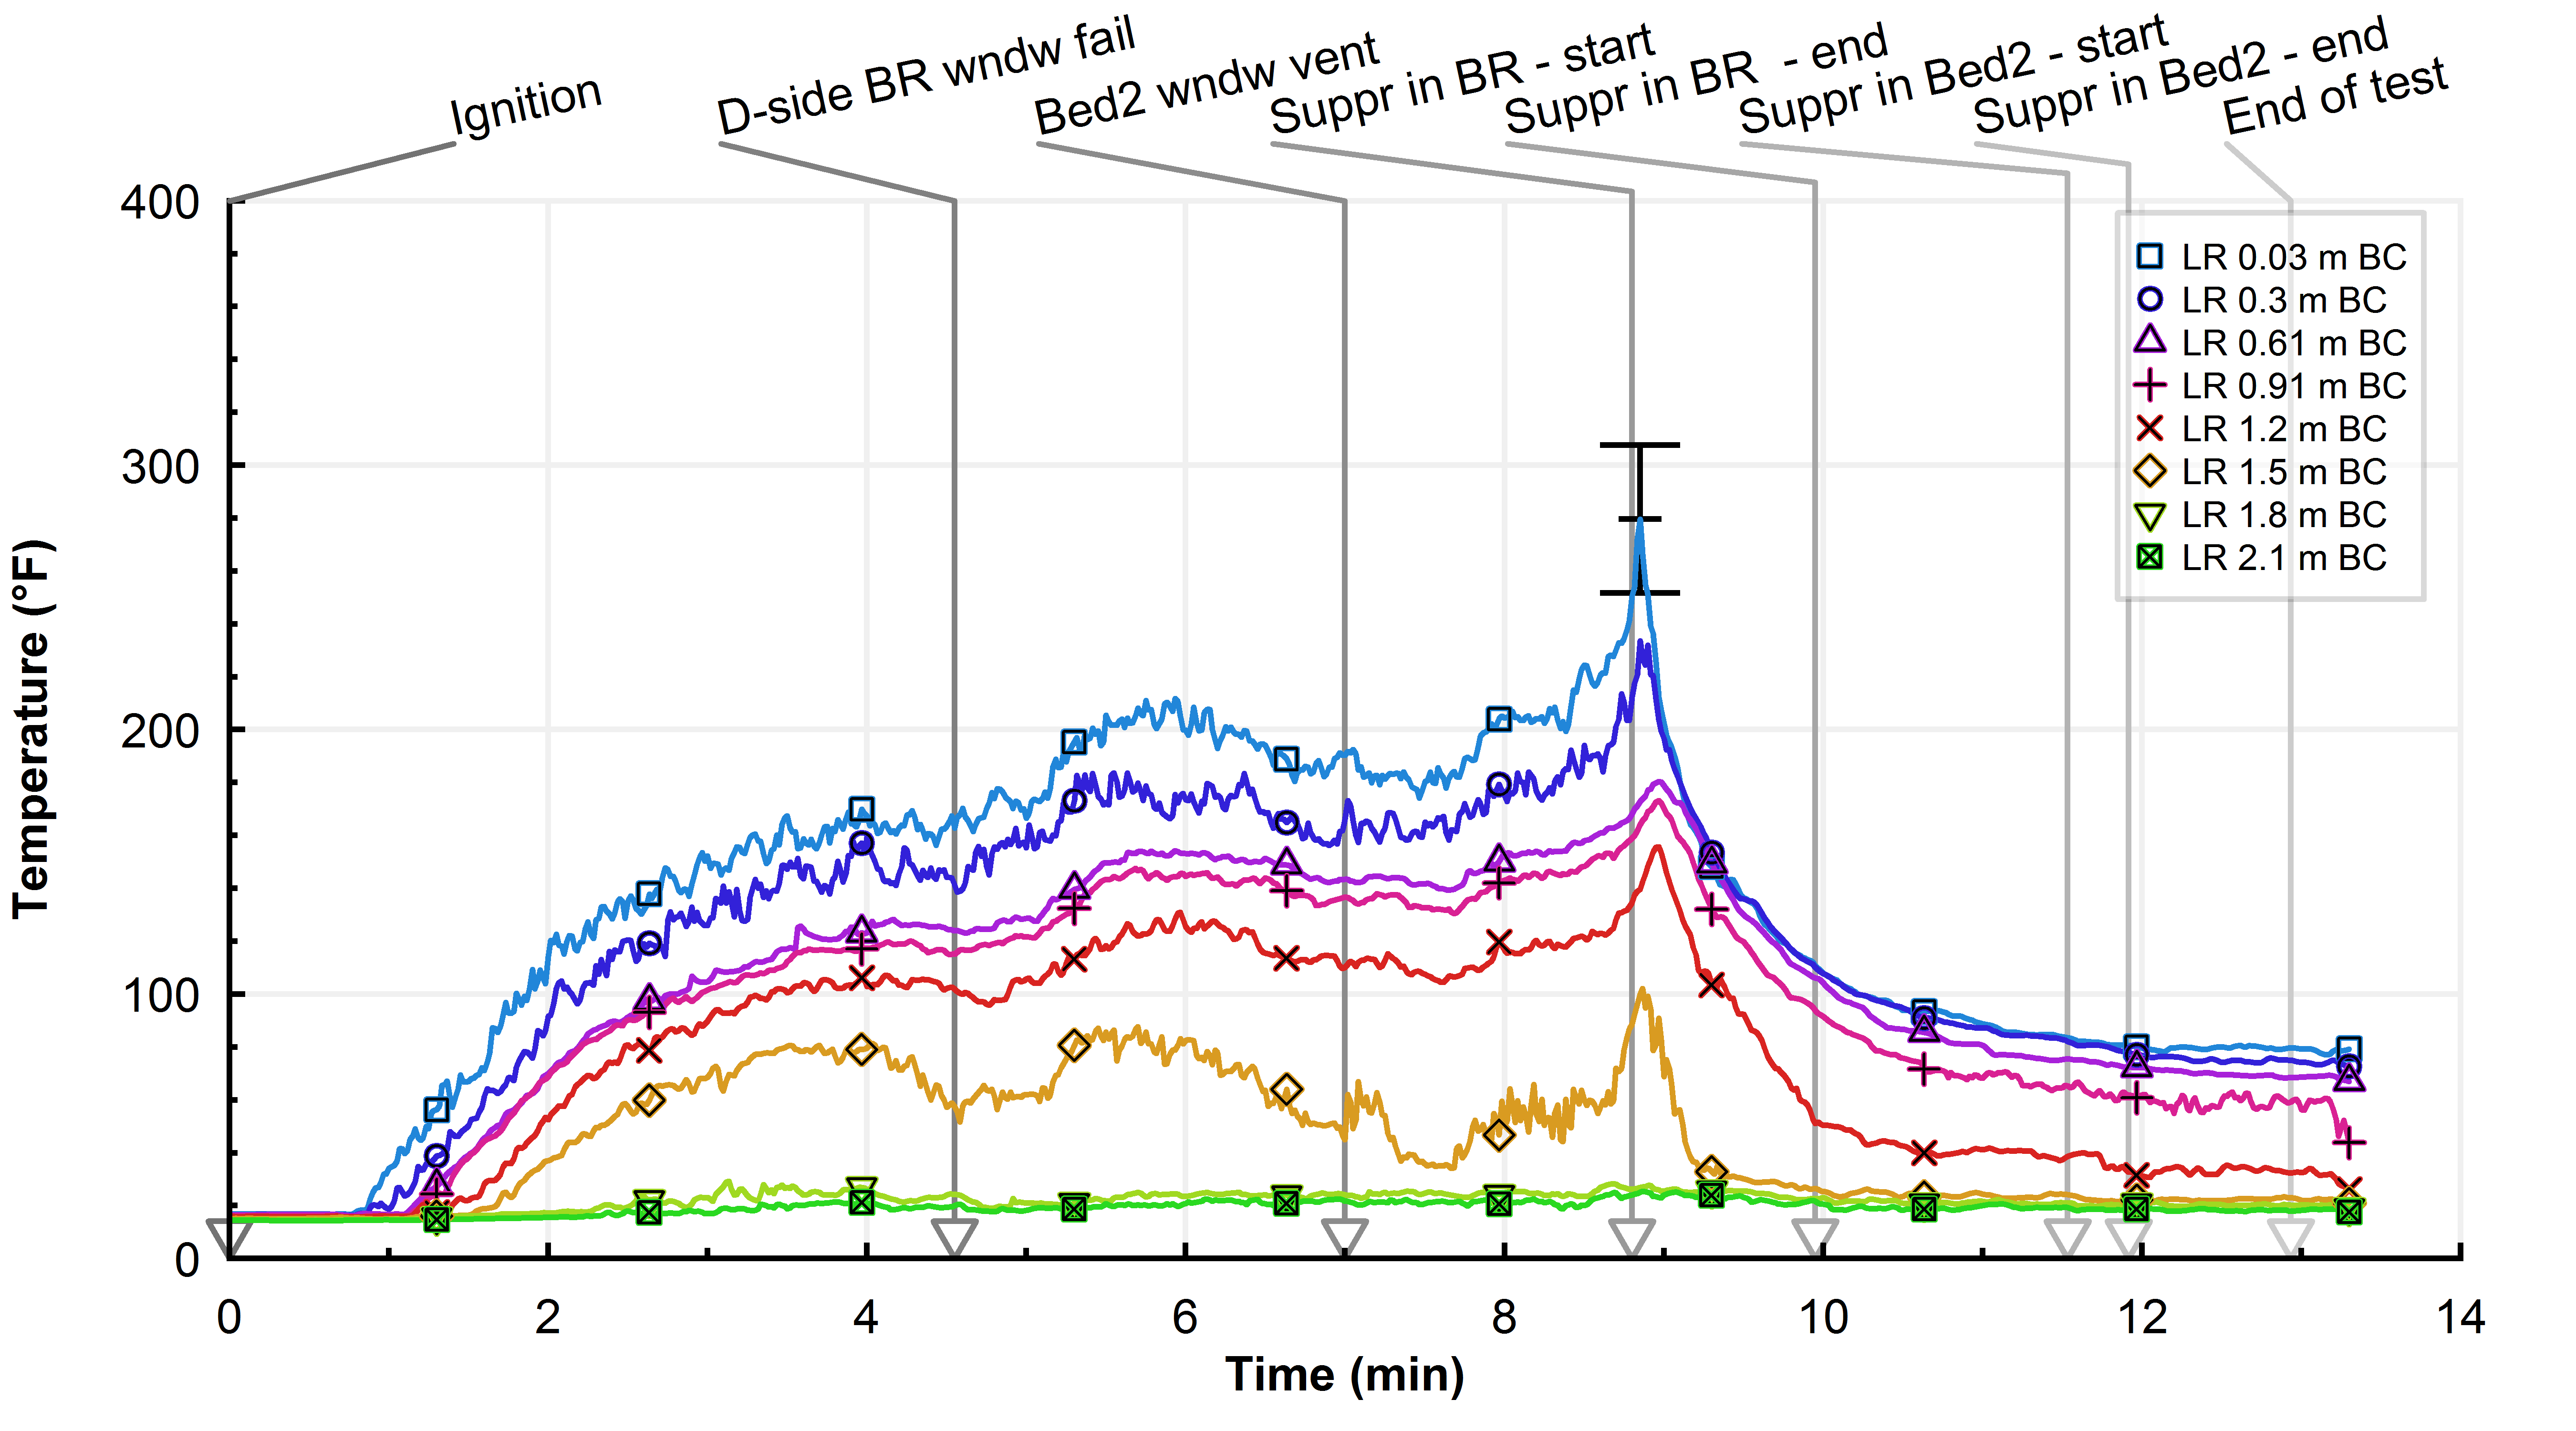 Ignition
D-side BR wndw fail
Bed2 wndw vent
Suppr in BR - start
Suppr in BR  - end
Suppr in Bed2 - start
Suppr in Bed2 - end
End of test
400
300
200
100
0
Temperature (°F)
LR 0.03 m BC
LR 0.3 m BC
LR 0.61 m BC
LR 0.91 m BC
LR 1.2 m BC
LR 1.5 m BC
LR 1.8 m BC
LR 2.1 m BC
0 2 4 6 8 10 12 14
Time (min)